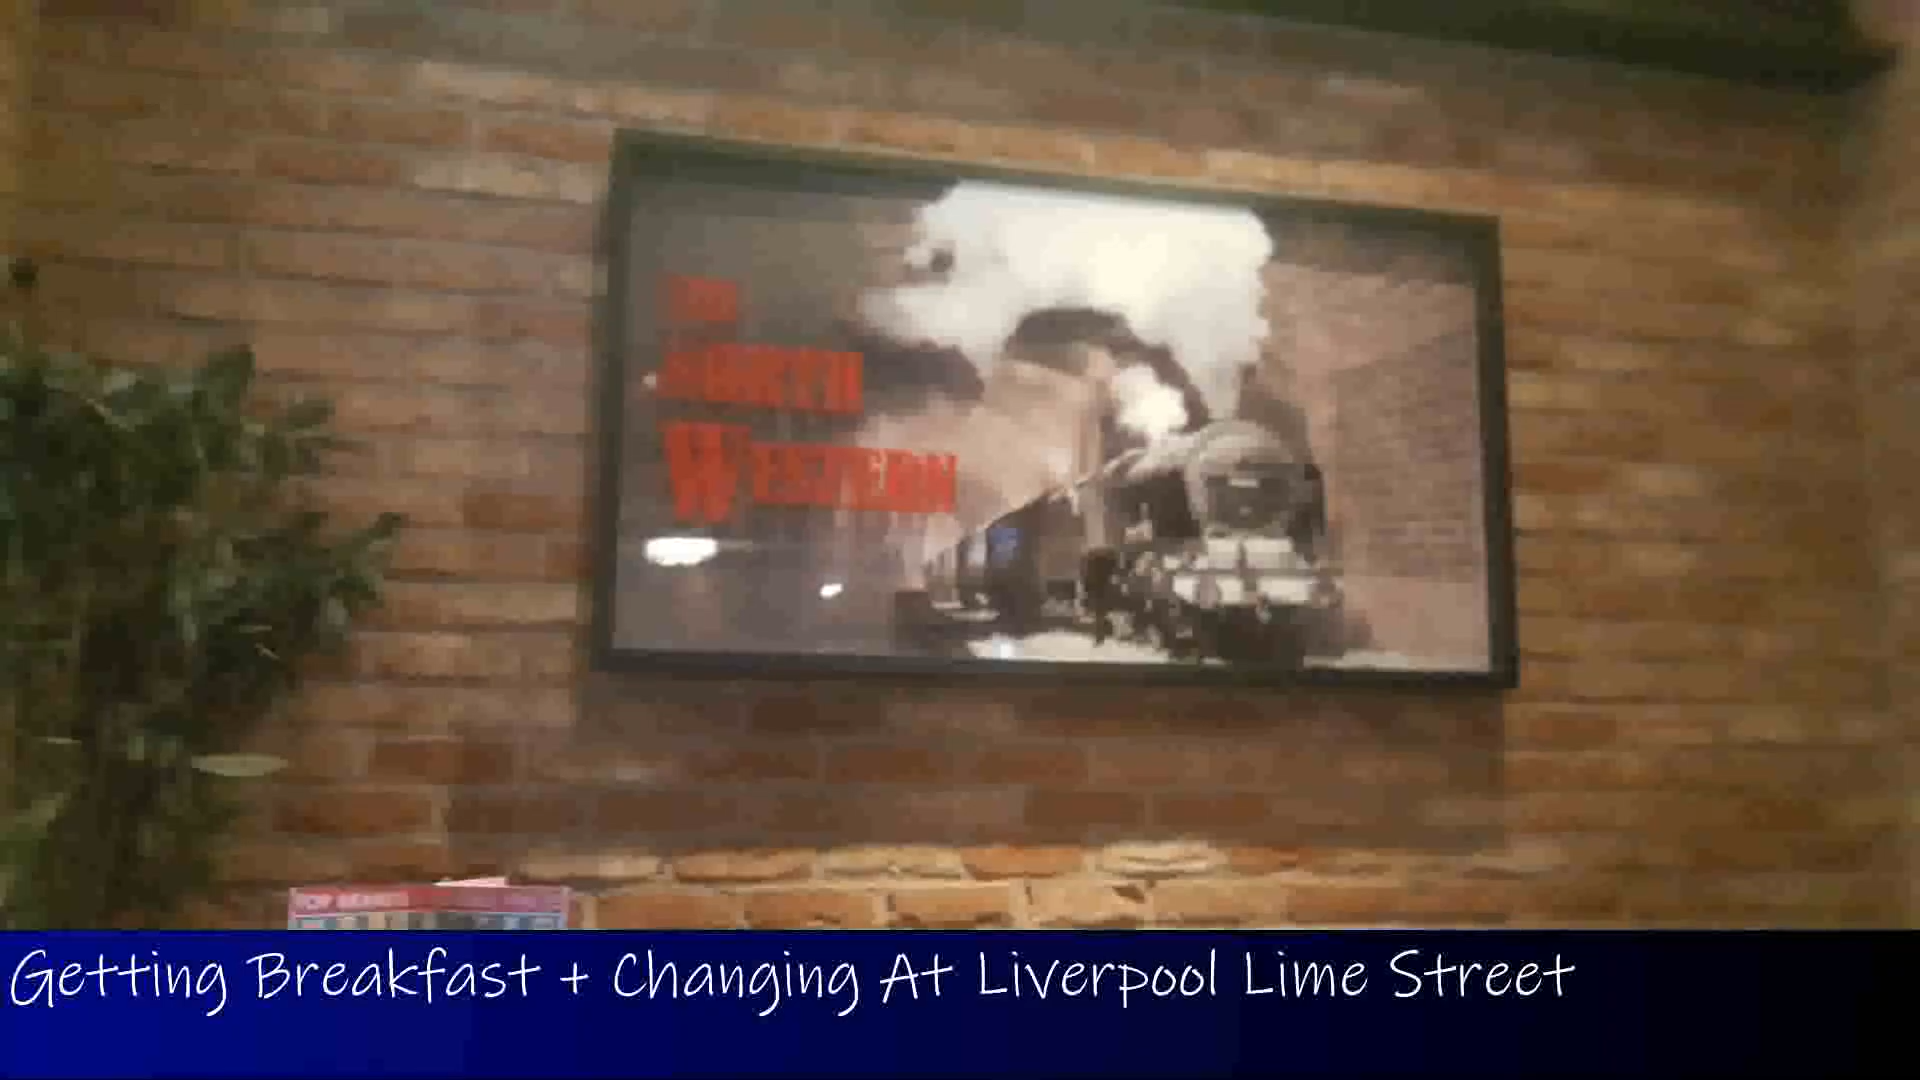 THE
NORTH
WESTERN
Getting Breakfast + Changing At Liverpool Lime Street